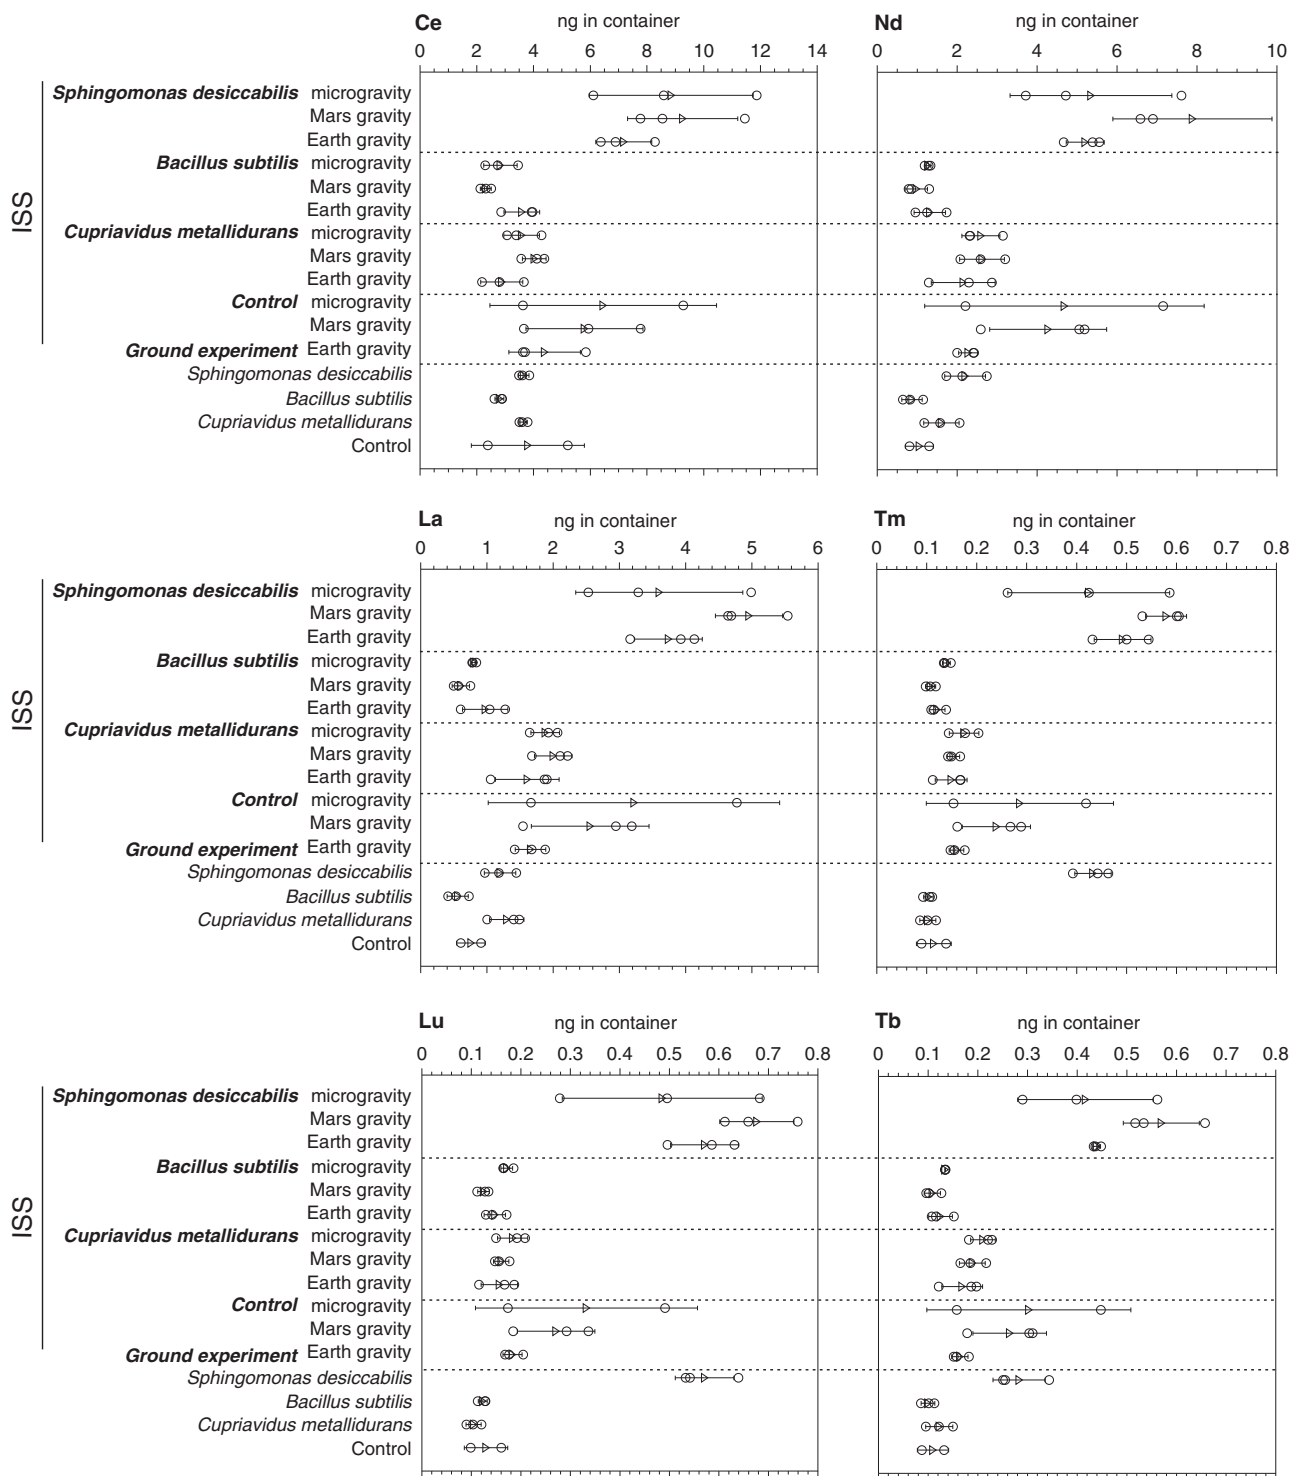 Ce ng in container Nd ng in container
0 2 4 6 8 10 12 14 0 2 4 6 8 10
Sphingomonas desiccabilis microgravity
Mars gravity
Earth gravity
Bacillus subtilis microgravity
Mars gravity
Earth gravity
Cupriavidus metallidurans microgravity
Mars gravity
Earth gravity
Control microgravity
Mars gravity
Ground experiment Earth gravity
Sphingomonas desiccabilis
Bacillus subtilis
Cupriavidus metallidurans
Control
ISS
La ng in container Tm ng in container
0 1 2 3 4 5 6 0 0.1 0.2 0.3 0.4 0.5 0.6 0.7 0.8
Sphingomonas desiccabilis microgravity
Mars gravity
Earth gravity
Bacillus subtilis microgravity
Mars gravity
Earth gravity
Cupriavidus metallidurans microgravity
Mars gravity
Earth gravity
Control microgravity
Mars gravity
Ground experiment Earth gravity
Sphingomonas desiccabilis
Bacillus subtilis
Cupriavidus metallidurans
Control
ISS
Lu ng in container Tb ng in container
0 0.1 0.2 0.3 0.4 0.5 0.6 0.7 0.8 0 0.1 0.2 0.3 0.4 0.5 0.6 0.7 0.8
Sphingomonas desiccabilis microgravity
Mars gravity
Earth gravity
Bacillus subtilis microgravity
Mars gravity
Earth gravity
Cupriavidus metallidurans microgravity
Mars gravity
Earth gravity
Control microgravity
Mars gravity
Ground experiment Earth gravity
Sphingomonas desiccabilis
Bacillus subtilis
Cupriavidus metallidurans
Control
ISS